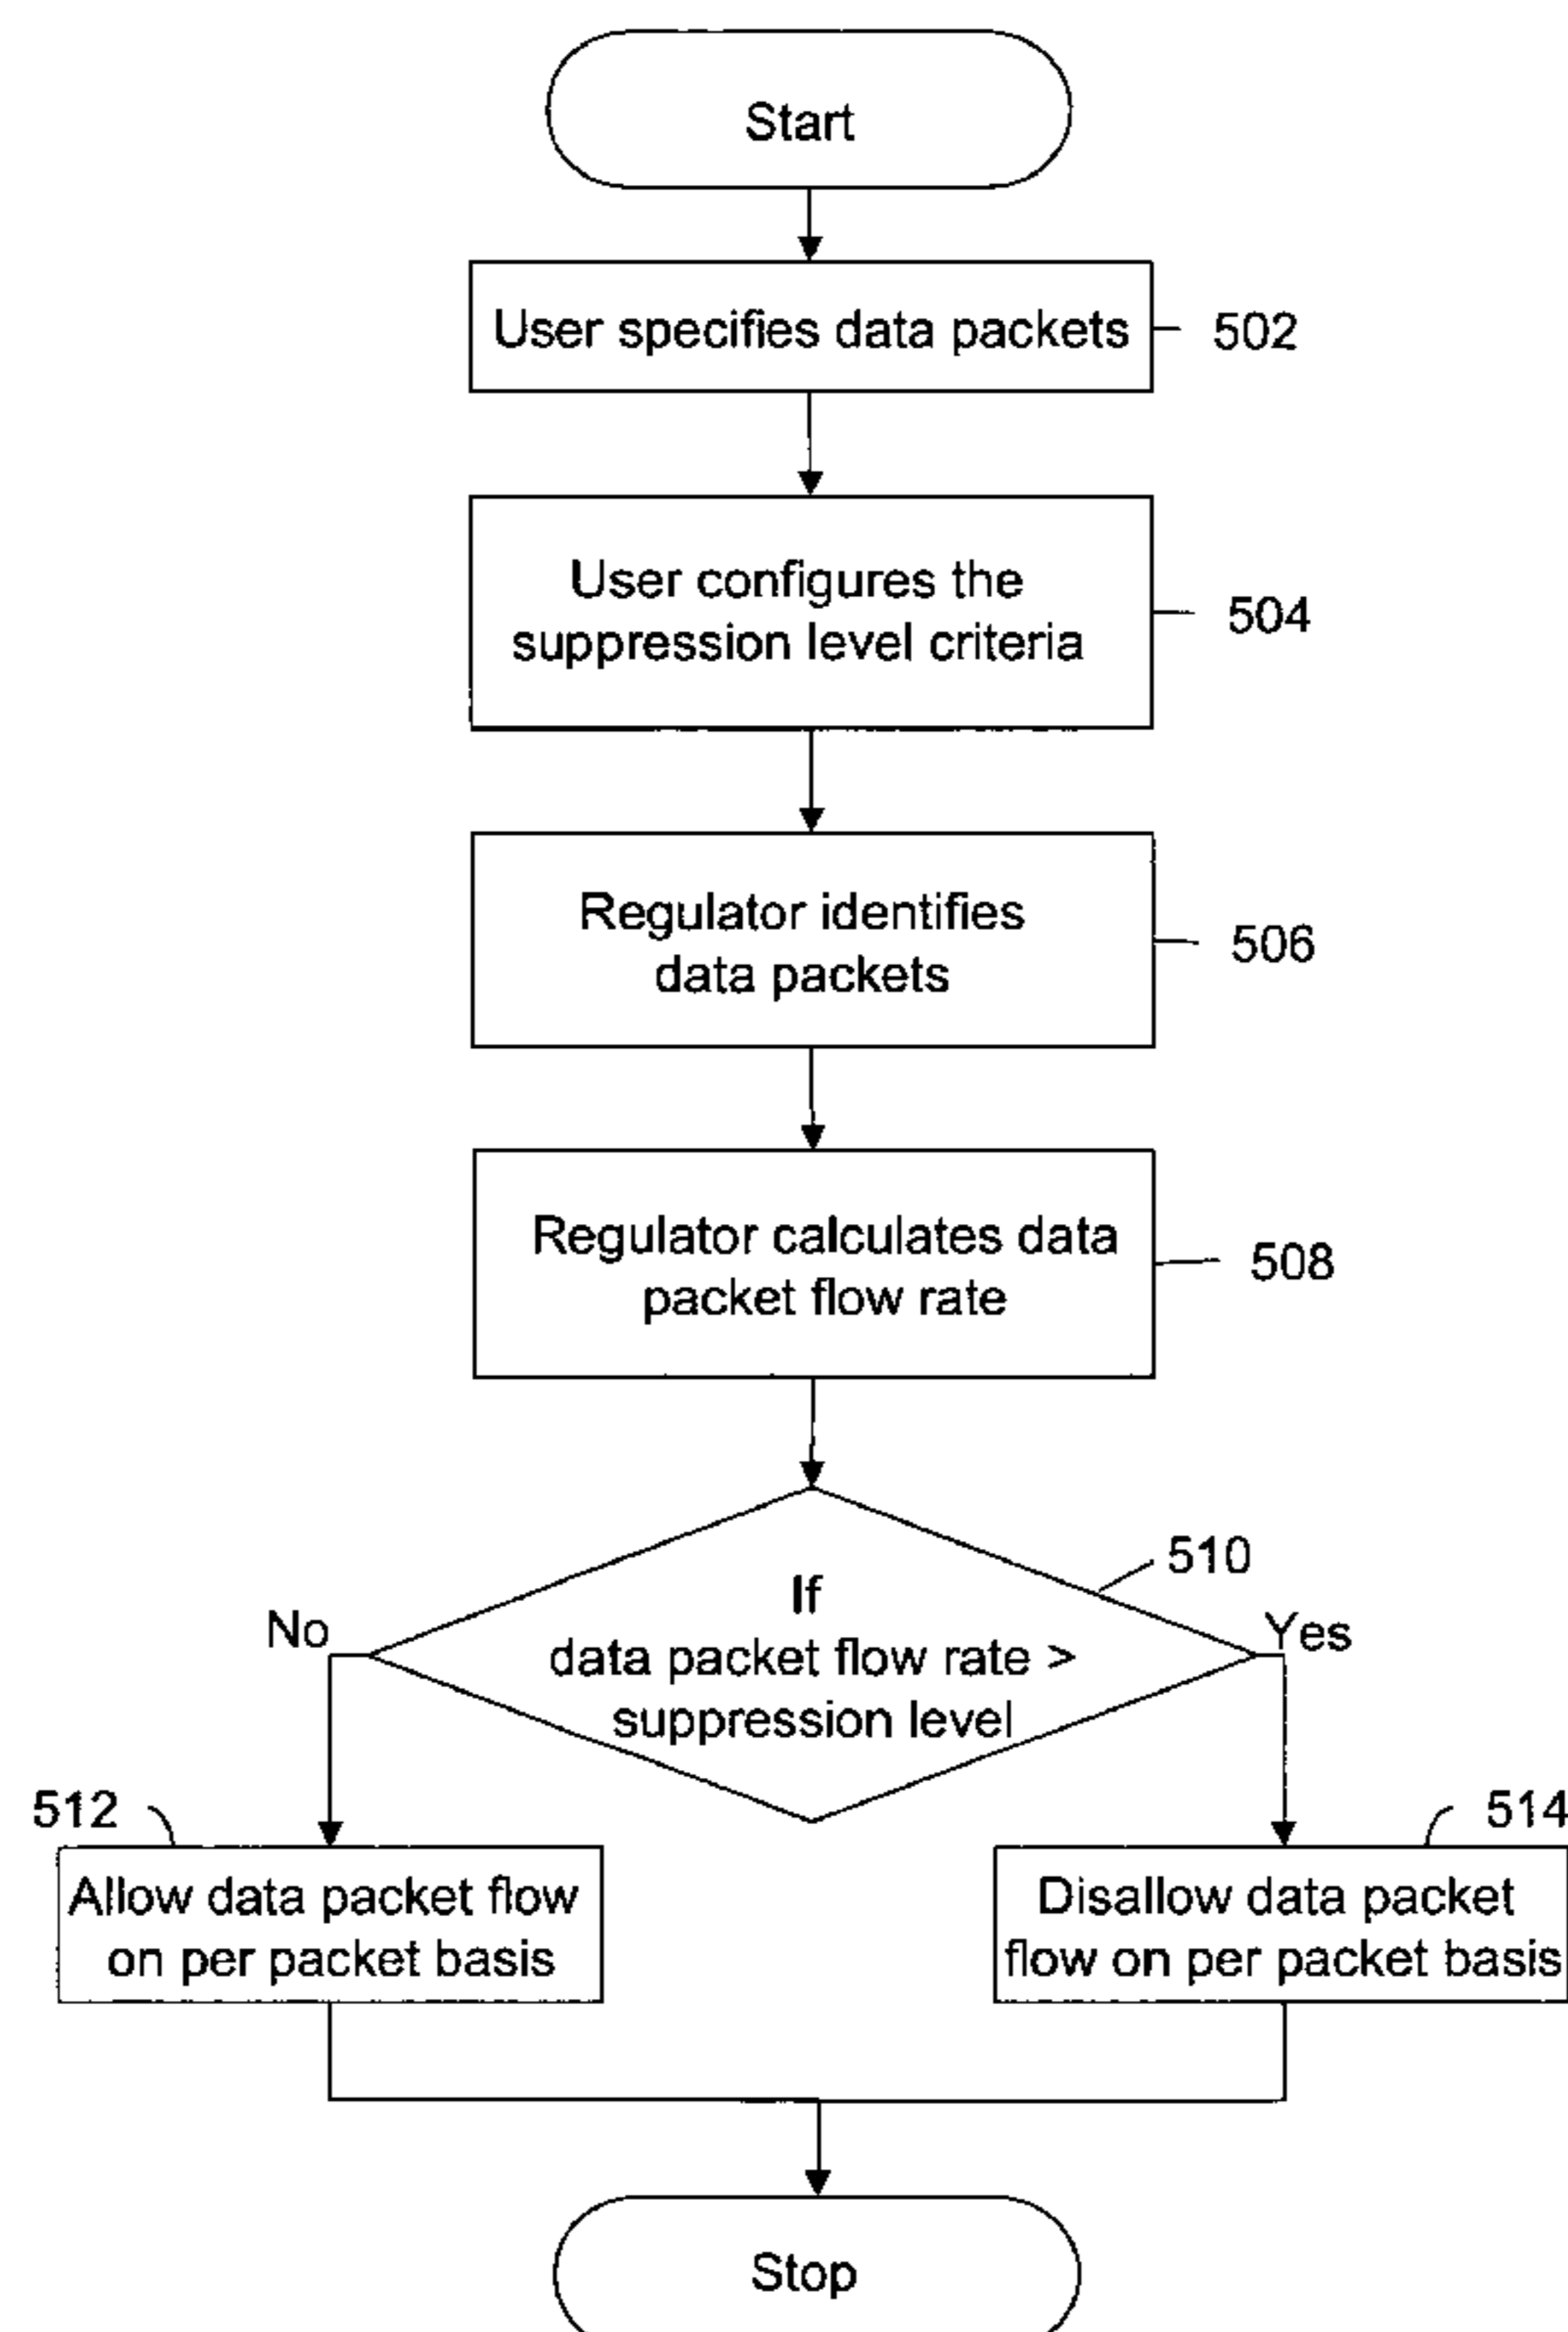 Start
User specifies data packets
502
User configures the
suppression level criteria
504
Regulator identifies
data packets
506
Regulator calculates data
packet flow rate
508
510
If
data packet flow rate >
suppression level
No
Yes
512
514
Allow data packet flow
on per packet basis
Disallow data packet
flow on per packet basis
Stop